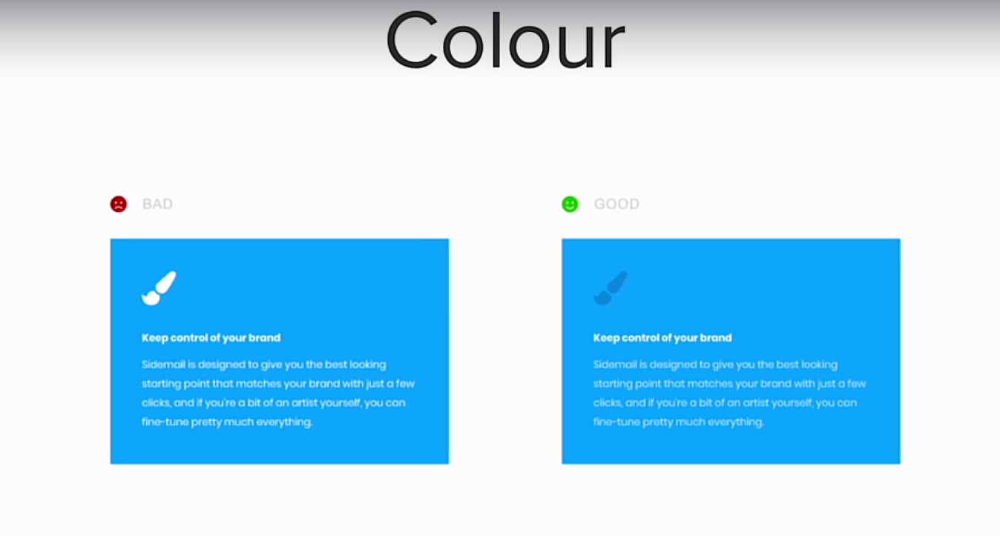 Colour
BAD
GOOD
Keep control of your brand
Sidemail is designed to give you the best looking
starting point that matches your brand with just a few
clicks, and if you're a bit of an artist yourself, you can
fine-tune pretty much everything.
Keep control of your brand
Sidemail is designed to give you the best looking
starting point that matches your brand with just a few
clicks, and if you're a bit of an artist yourself, you can
fine-tune pretty much everything.